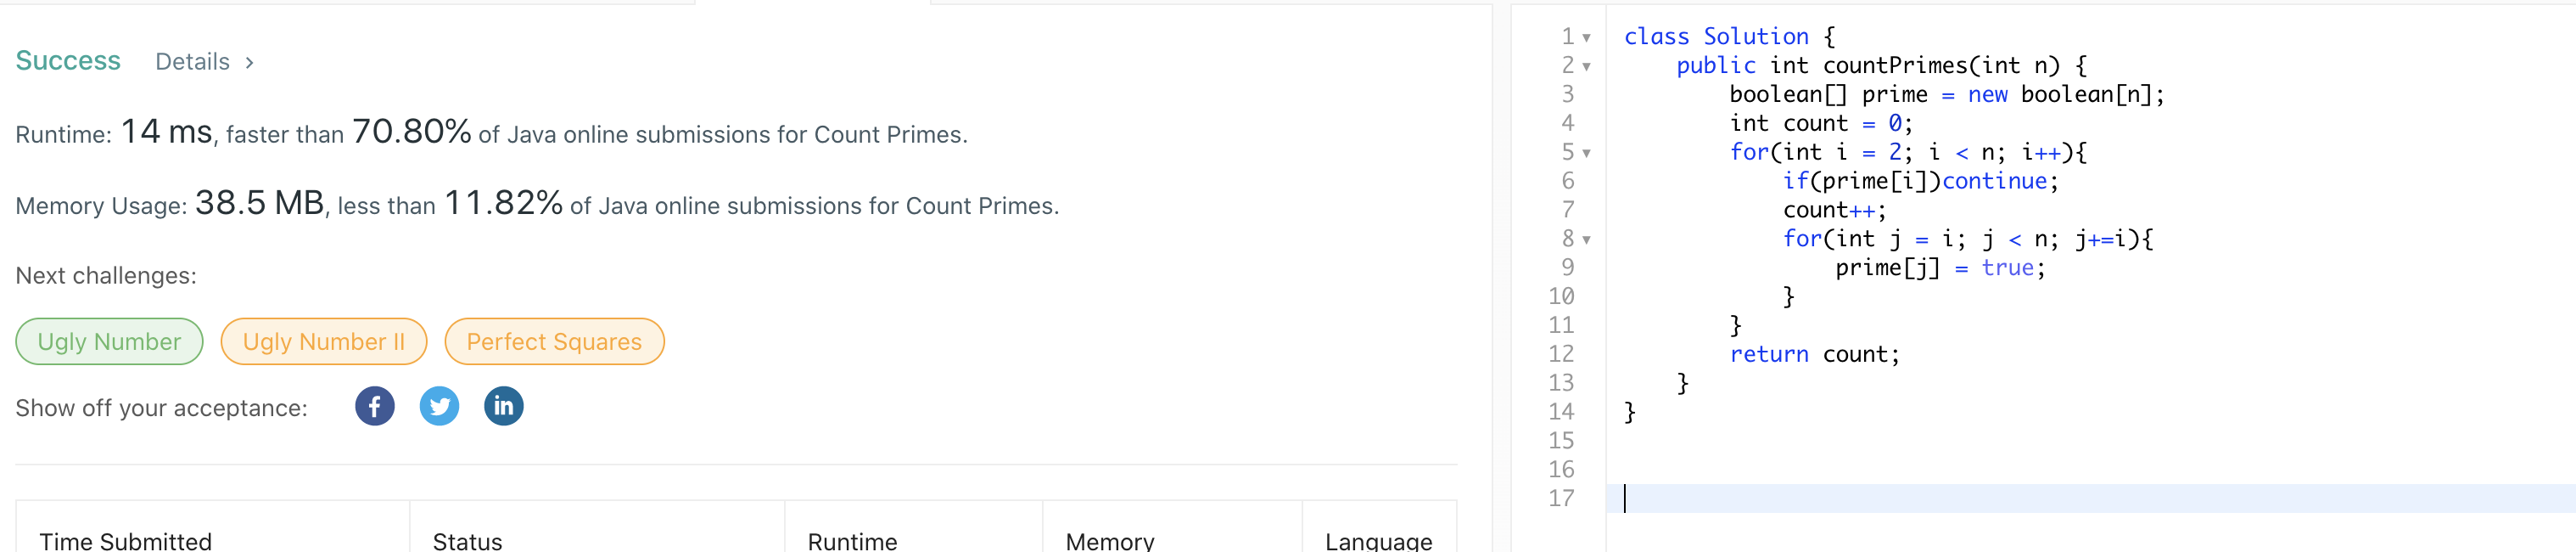 Success Details >
Runtime: 14 ms, faster than 70.80% of Java online submissions for Count Primes.
Memory Usage: 38.5 MB, less than 11.82% of Java online submissions for Count Primes.
Next challenges:
Ugly Number Ugly Number II Perfect Squares
Show off your acceptance: f in
Time Submitted Status Runtime Memory Language
1 class Solution {
2     public int countPrimes(int n) {
3         boolean[] prime = new boolean[n];
4         int count = 0;
5         for(int i = 2; i < n; i++){
6             if(prime[i])continue;
7             count++;
8             for(int j = i; j < n; j+=i){
9                 prime[j] = true;
10             }
11         }
12         return count;
13     }
14 }
15
16
17